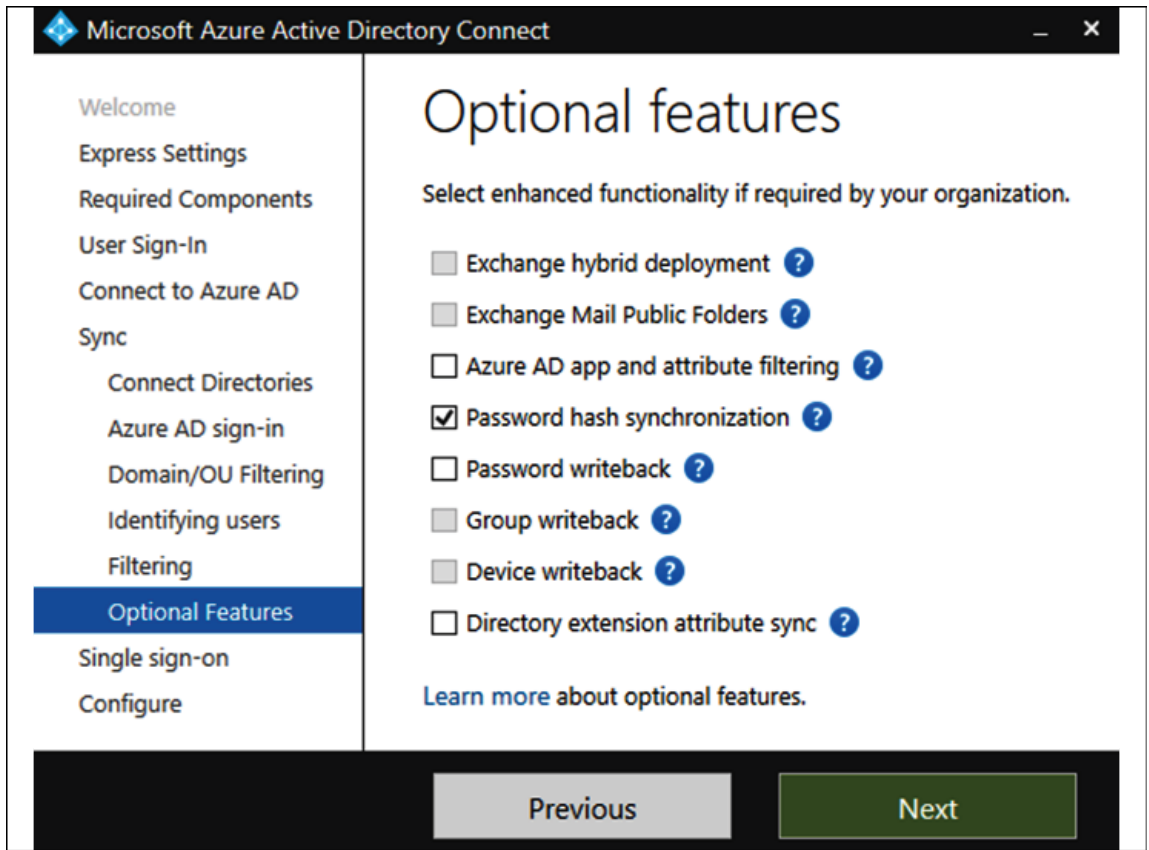 Microsoft Azure Active Directory Connect
Welcome
Express Settings
Required Components
User Sign-In
Connect to Azure AD
Sync
Connect Directories
Azure AD sign-in
Domain/OU Filtering
Identifying users
Filtering
Optional Features
Single sign-on
Configure
Optional features
Select enhanced functionality if required by your organization.
Exchange hybrid deployment ?
Exchange Mail Public Folders ?
Azure AD app and attribute filtering ?
Password hash synchronization ?
Password writeback ?
Group writeback ?
Device writeback ?
Directory extension attribute sync ?
Learn more about optional features.
Previous
Next